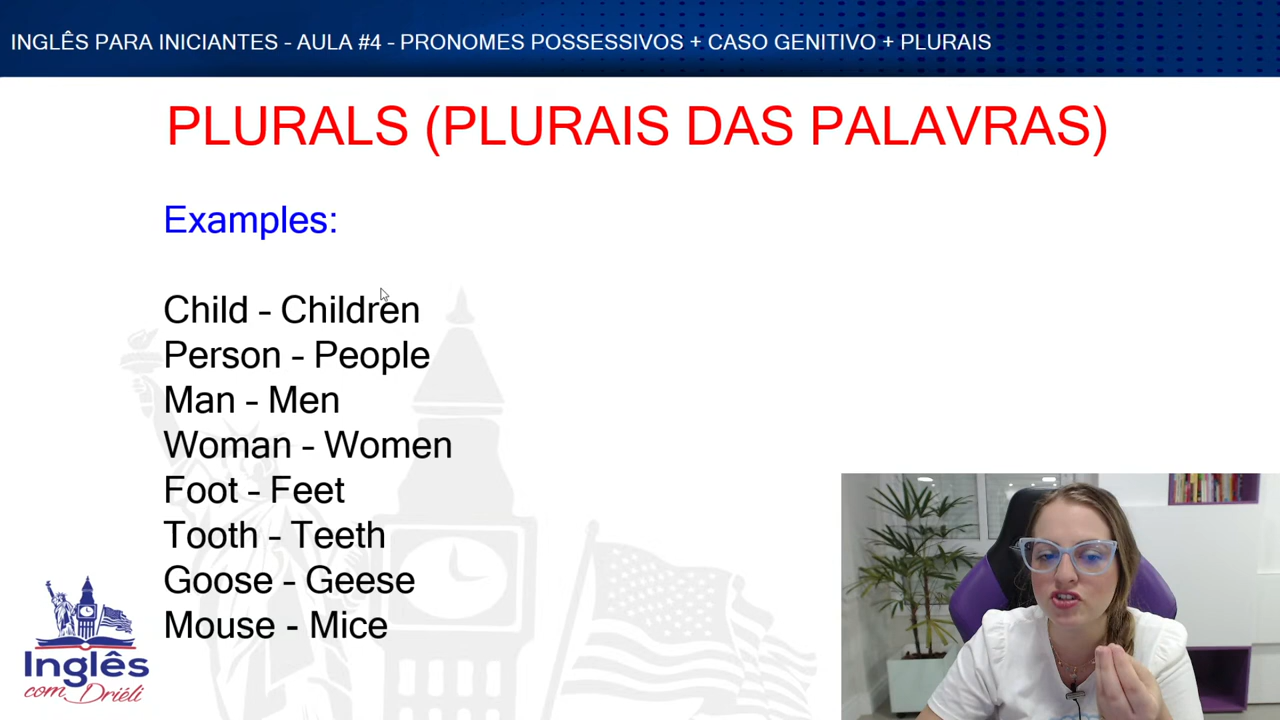 INGLÊS PARA INICIANTES - AULA #4 - PRONOMES POSSESSIVOS + CASO GENITIVO + PLURAIS
PLURALS (PLURAIS DAS PALAVRAS)
Examples:
Child – Children
Person – People
Man – Men
Woman – Women
Foot – Feet
Tooth – Teeth
Goose – Geese
Mouse - Mice
Inglês
com Driéli